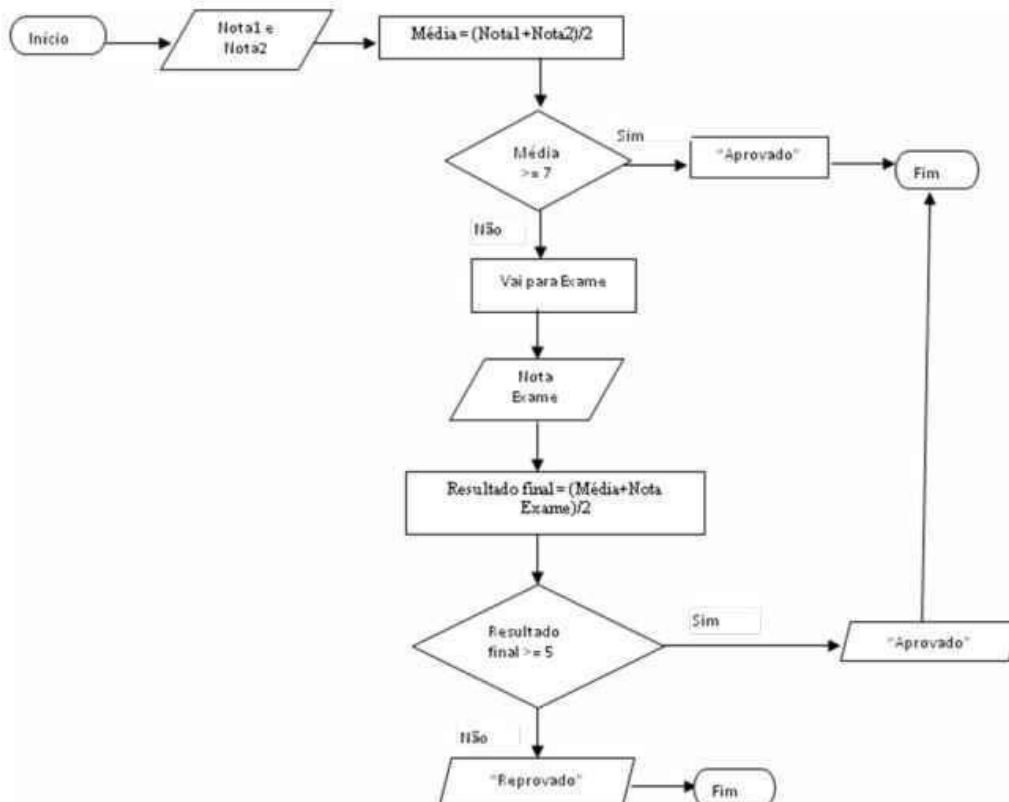 Início
Nota1 e
Nota2
Média = (Nota1+Nota2)/2
Média
>= 7
Sim
"Aprovado"
Fim
Não
Vai para Exame
Nota
Exame
Resultado final = (Média+Nota
Exame)/2
Resultado
final >= 5
Sim
"Aprovado"
Não
"Reprovado"
Fim